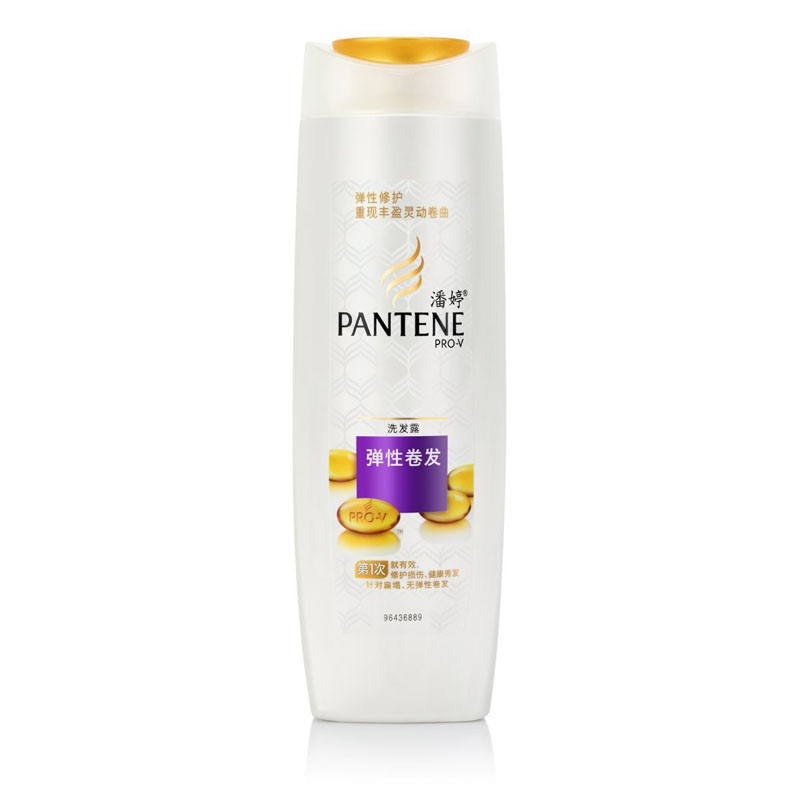 弹性修护
重现丰盈灵动卷曲
潘婷®
PANTENE
PRO-V
洗发露
弹性卷发
PRO-V
TM
第1次 就有效,
修护损伤、健康秀发
针对扁塌、无弹性卷发
96436889